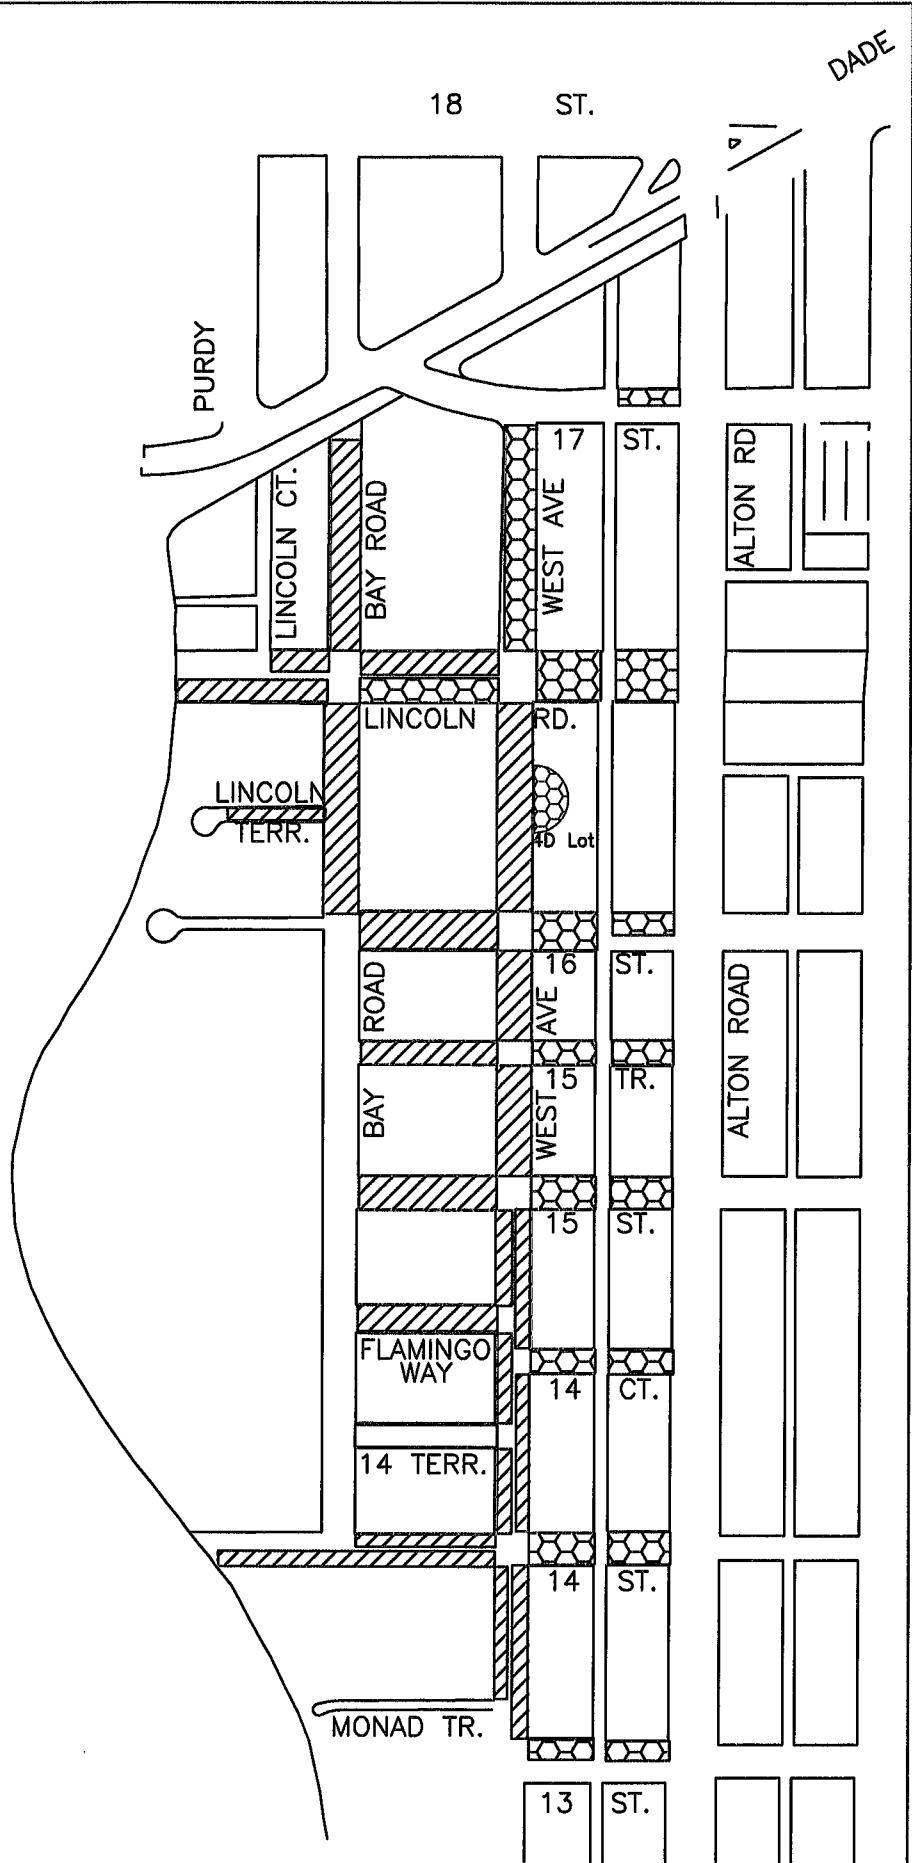 DADE
18 ST.
PURDY
17 ST.
LINCOLN CT.
BAY ROAD
WEST AVE
ALTON RD
LINCOLN RD.
LINCOLN
TERR.
4D Lot
16 ST.
ROAD
AVE
ALTON ROAD
15 TR.
BAY
WEST
15 ST.
FLAMINGO
WAY
14 CT.
14 TERR.
14 ST.
MONAD TR.
13 ST.